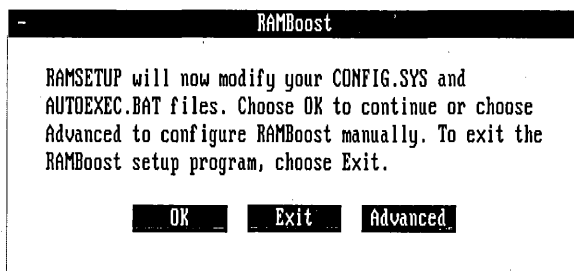 RAMBoost
RAMSETUP will now modify your CONFIG.SYS and
AUTOEXEC.BAT files. Choose OK to continue or choose
Advanced to configure RAMBoost manually. To exit the
RAMBoost setup program, choose Exit.
OK Exit Advanced